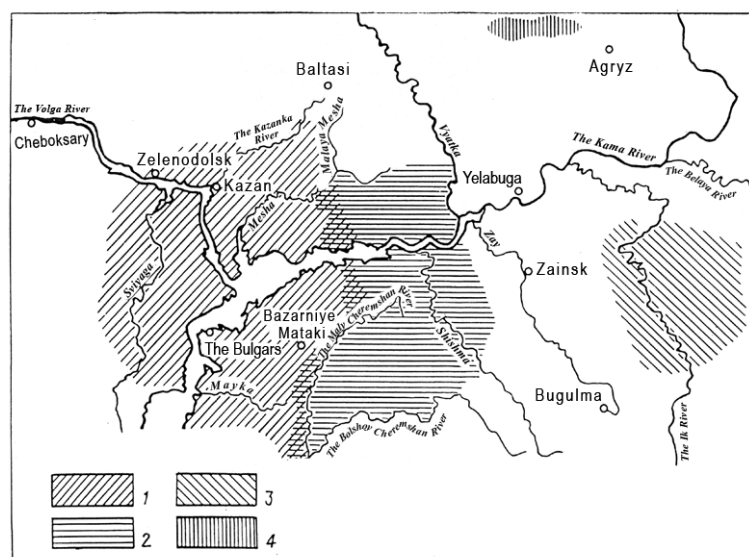 Baltasi
Agryz
The Volga River
Cheboksary
The Kazanka
River
Malaya Mesha
Vyatka
Zelenodolsk
Kazan
Mesha
Yelabuga
The Kama River
The Belaya River
Sviyaga
Zay
Zainsk
Bazarniye
Mataki
The Maly Cheremshan River
Shishma
The Bulgars
Mayka
The Bolshoy Cheremshan River
Bugulma
The Ik River
1
3
2
4